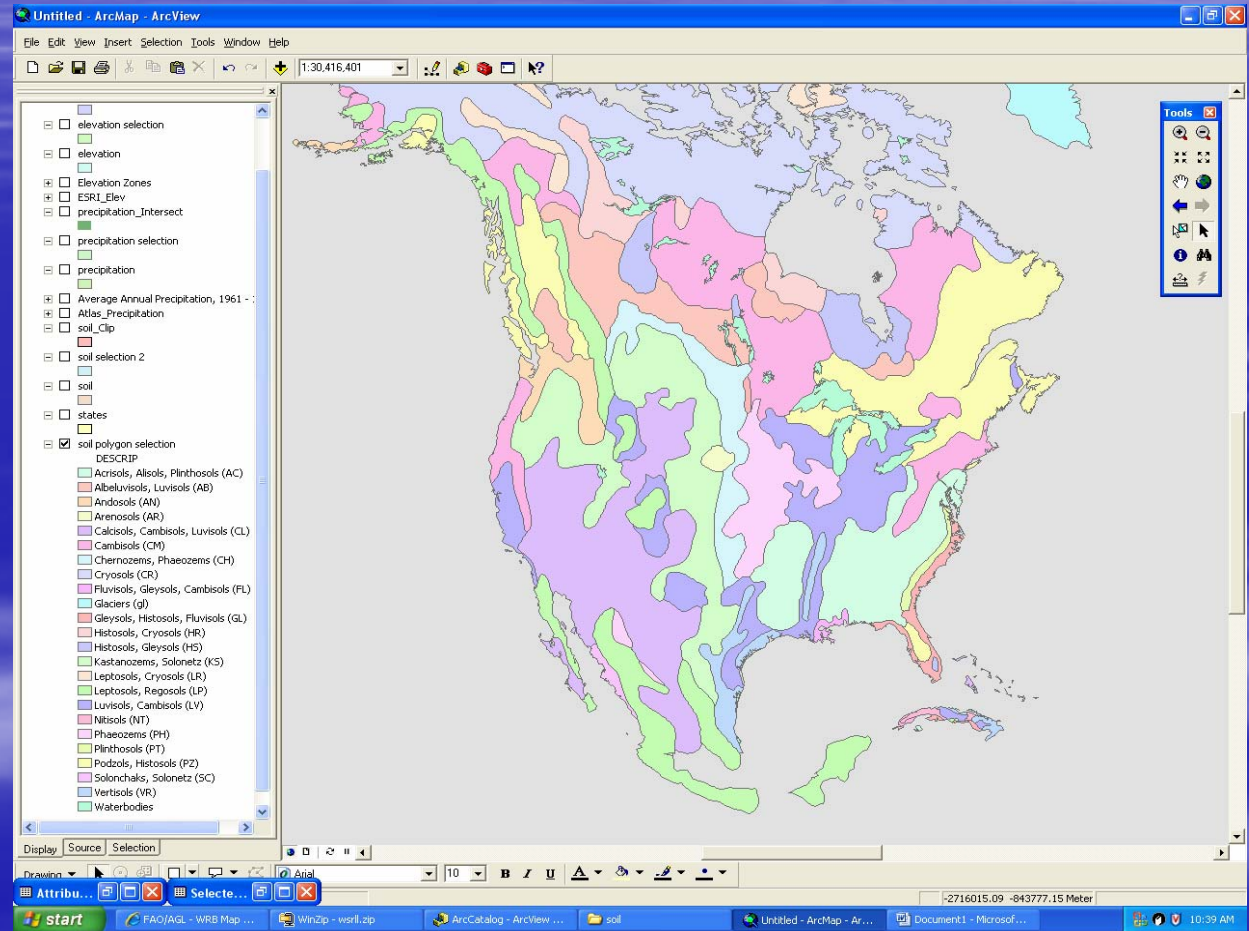 Untitled - ArcMap - ArcView
File Edit View Insert Selection Tools Window Help
1:30,416,401
elevation selection
elevation
Elevation Zones
ESRI_Elev
precipitation_Intersect
precipitation selection
precipitation
Average Annual Precipitation, 1961 -
Atlas_Precipitation
soil_Clip
soil selection 2
soil
states
soil polygon selection
DESCRIP
Acrisols, Alisols, Plinthosols (AC)
Albeluvisols, Luvisols (AB)
Andosols (AN)
Arenosols (AR)
Calcisols, Cambisols, Luvisols (CL)
Cambisols (CM)
Chernozems, Phaeozems (CH)
Cryosols (CR)
Fluvisols, Gleysols, Cambisols (FL)
Glaciers (gl)
Gleysols, Histosols, Fluvisols (GL)
Histosols, Cryosols (HR)
Histosols, Gleysols (HS)
Kastanozems, Solonetz (KS)
Leptosols, Cryosols (LR)
Leptosols, Regosols (LP)
Luvisols, Cambisols (LV)
Nitisols (NT)
Phaeozems (PH)
Plinthosols (PT)
Podzols, Histosols (PZ)
Solonchaks, Solonetz (SC)
Vertisols (VR)
Waterbodies
Tools
Display Source Selection
Drawing Arial 10 B I U A
Attribu... Selecte...
-2716015.09 -843777.15 Meter
start FAO/AGL - WRB Map ... WinZip - wsrll.zip ArcCatalog - ArcView ... soil Untitled - ArcMap - Ar... Document1 - Microsof... 10:39 AM